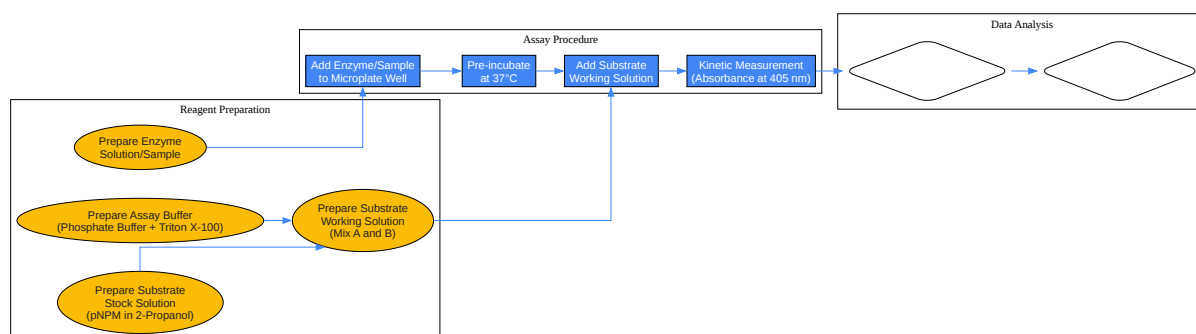 Data Analysis
Assay Procedure
Add Enzyme/Sample
to Microplate Well
Pre-incubate
at 37°C
Add Substrate
Working Solution
Kinetic Measurement
(Absorbance at 405 nm)
Reagent Preparation
Prepare Enzyme
Solution/Sample
Prepare Assay Buffer
(Phosphate Buffer + Triton X-100)
Prepare Substrate
Working Solution
(Mix A and B)
Prepare Substrate
Stock Solution
(pNPM in 2-Propanol)